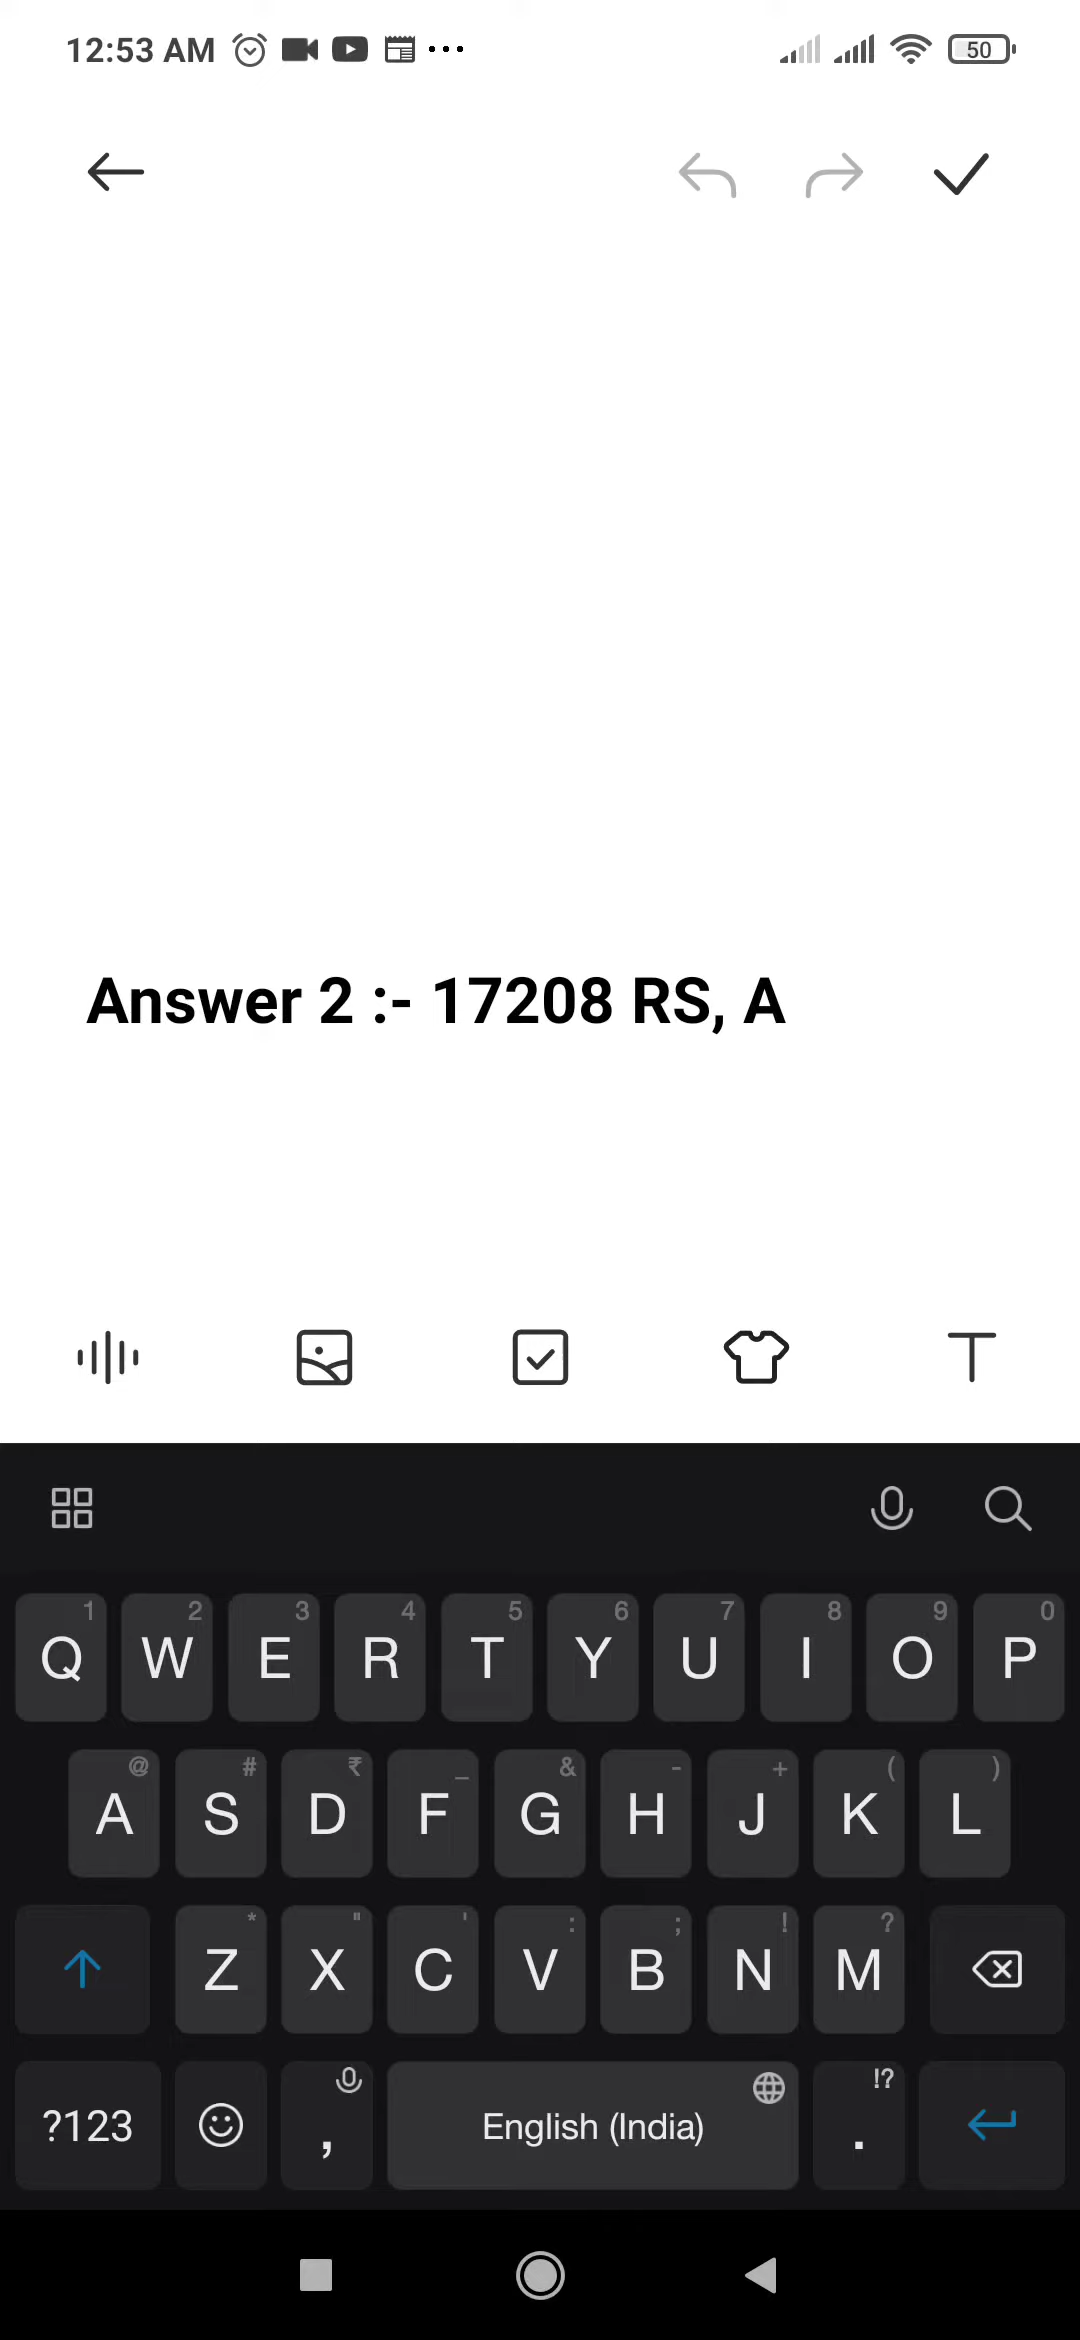 12:53 AM
50
Answer 2 :- 17208 RS, A
1 2 3 4 5 6 7 8 9 0
Q W E R T Y U I O P
@ # ₹ _ & - + ( )
A S D F G H J K L
* " ' : ; ! ?
Z X C V B N M
!?
?123 , English (India) .